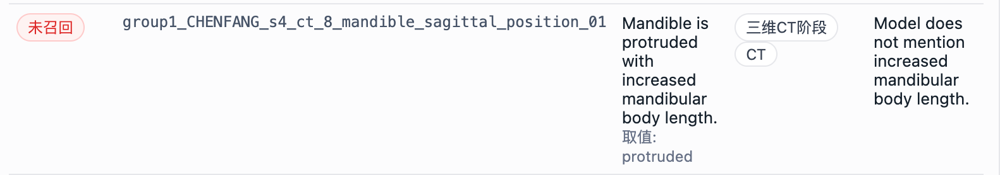 未召回
group1_CHENFANG_s4_ct_8_mandible_sagittal_position_01
Mandible is
protruded
with
increased
mandibular
body length.
取值:
protruded
三维CT阶段
CT
Model does
not mention
increased
mandibular
body length.